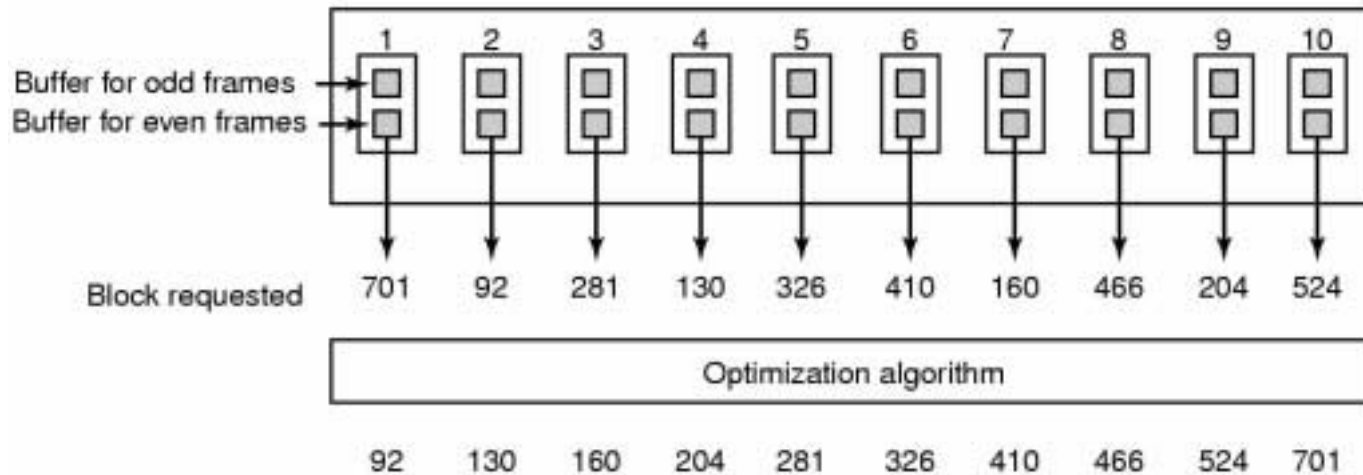 1 2 3 4 5 6 7 8 9 10
Buffer for odd frames
Buffer for even frames
Block requested 701 92 281 130 326 410 160 466 204 524
Optimization algorithm
92 130 160 204 281 326 410 466 524 701